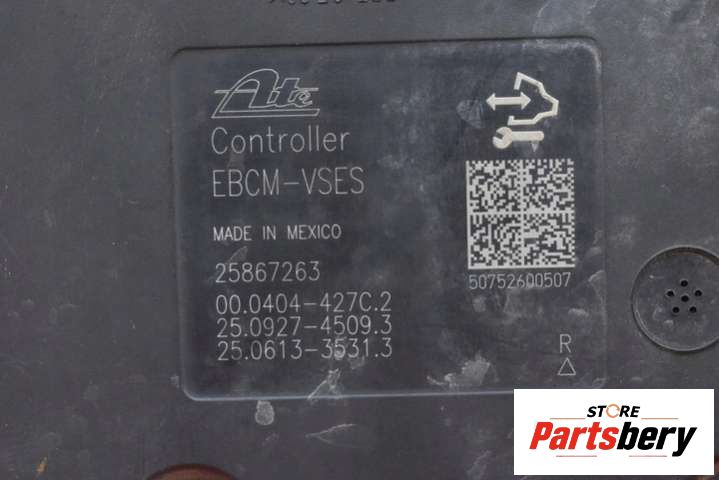 Ate
Controller
EBCM-VSES
MADE IN MEXICO
25867263
00.0404-427C.2
25.0927-4509.3
25.0613-3531.3
50752600507
R
STORE
Partsbery